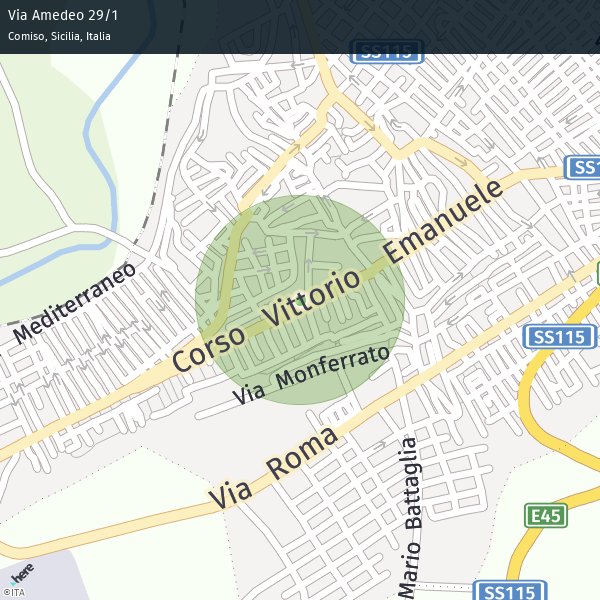 Via Amedeo 29/1
Comiso, Sicilia, Italia
SS115
Corso Vittorio Emanuele
Mediterraneo
SS115
Via Monferrato
Via Roma
Mario Battaglia
E45
SS115
here
©ITA